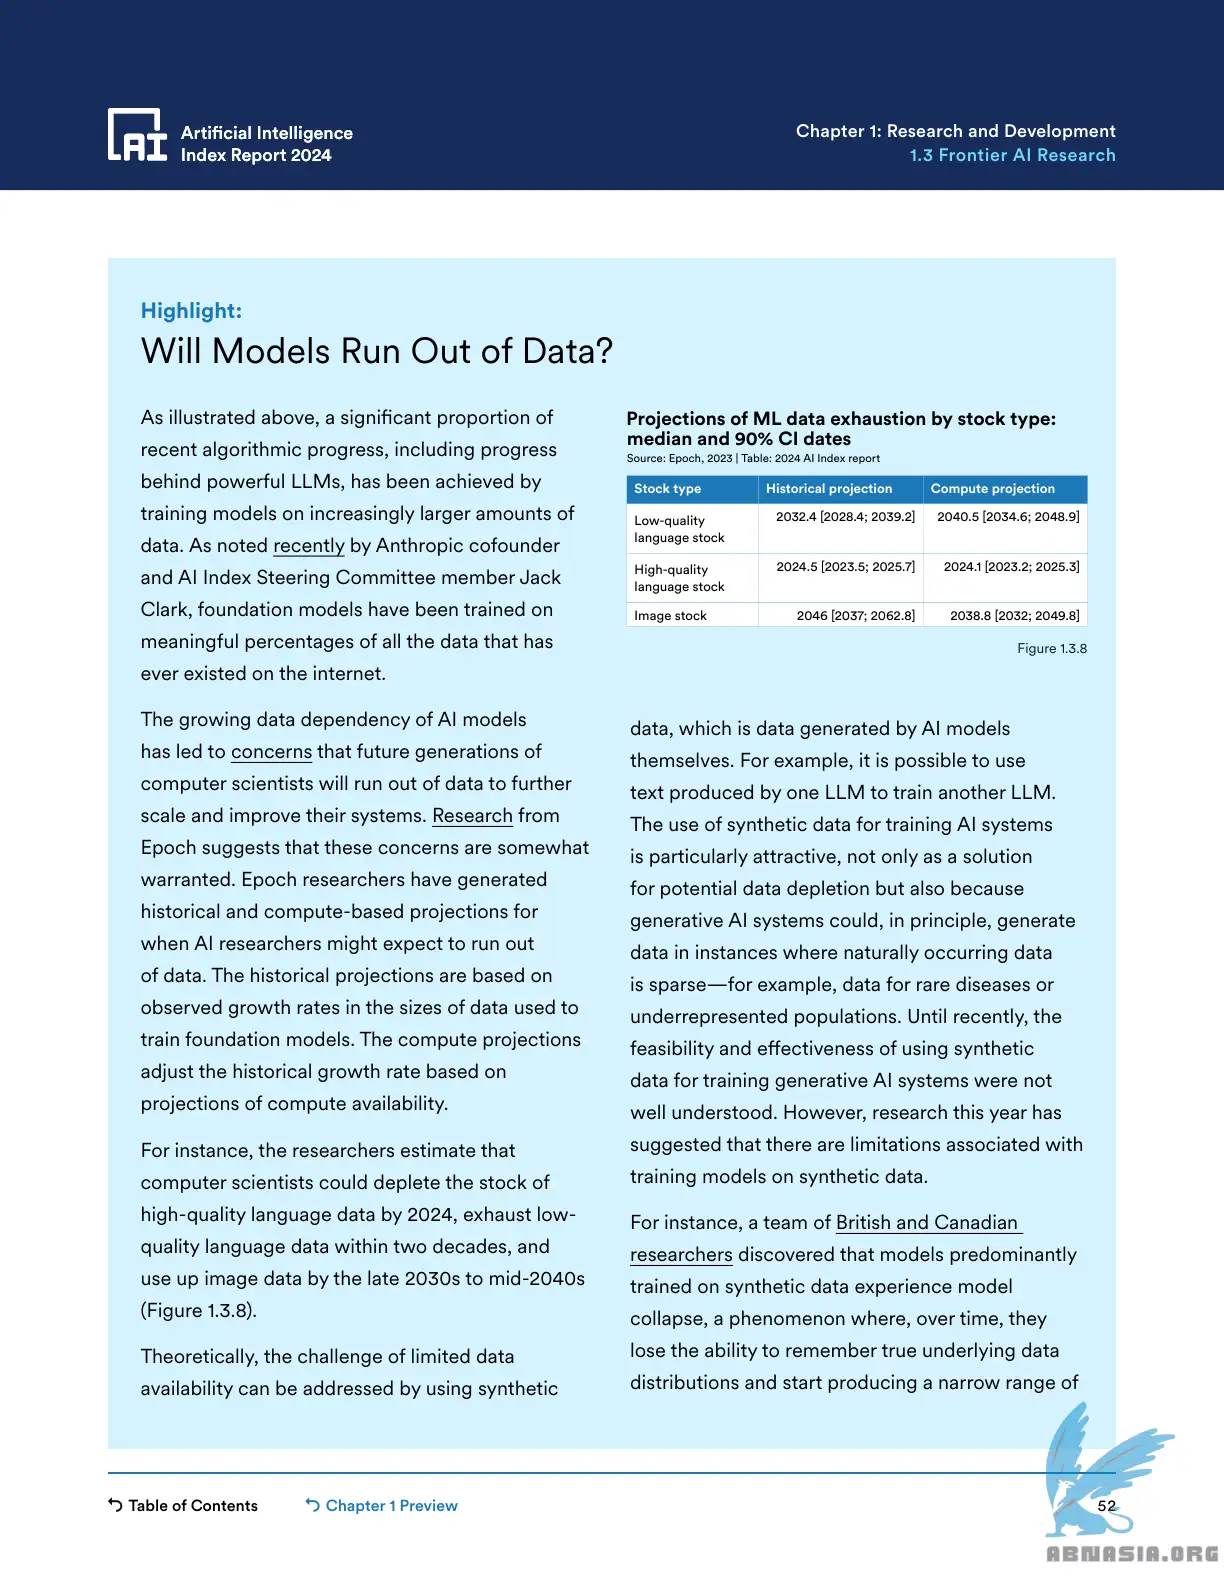 Artificial Intelligence
Index Report 2024
Chapter 1: Research and Development
1.3 Frontier AI Research
Highlight:
Will Models Run Out of Data?
As illustrated above, a significant proportion of
recent algorithmic progress, including progress
behind powerful LLMs, has been achieved by
training models on increasingly larger amounts of
data. As noted recently by Anthropic cofounder
and AI Index Steering Committee member Jack
Clark, foundation models have been trained on
meaningful percentages of all the data that has
ever existed on the internet.
The growing data dependency of AI models
has led to concerns that future generations of
computer scientists will run out of data to further
scale and improve their systems. Research from
Epoch suggests that these concerns are somewhat
warranted. Epoch researchers have generated
historical and compute-based projections for
when AI researchers might expect to run out
of data. The historical projections are based on
observed growth rates in the sizes of data used to
train foundation models. The compute projections
adjust the historical growth rate based on
projections of compute availability.
For instance, the researchers estimate that
computer scientists could deplete the stock of
high-quality language data by 2024, exhaust low-
quality language data within two decades, and
use up image data by the late 2030s to mid-2040s
(Figure 1.3.8).
Theoretically, the challenge of limited data
availability can be addressed by using synthetic
Projections of ML data exhaustion by stock type:
median and 90% CI dates
Source: Epoch, 2023 | Table: 2024 AI Index report
Stock type Historical projection Compute projection
Low-quality
language stock 2032.4 [2028.4; 2039.2] 2040.5 [2034.6; 2048.9]
High-quality
language stock 2024.5 [2023.5; 2025.7] 2024.1 [2023.2; 2025.3]
Image stock 2046 [2037; 2062.8] 2038.8 [2032; 2049.8]
Figure 1.3.8
data, which is data generated by AI models
themselves. For example, it is possible to use
text produced by one LLM to train another LLM.
The use of synthetic data for training AI systems
is particularly attractive, not only as a solution
for potential data depletion but also because
generative AI systems could, in principle, generate
data in instances where naturally occurring data
is sparse—for example, data for rare diseases or
underrepresented populations. Until recently, the
feasibility and effectiveness of using synthetic
data for training generative AI systems were not
well understood. However, research this year has
suggested that there are limitations associated with
training models on synthetic data.
For instance, a team of British and Canadian
researchers discovered that models predominantly
trained on synthetic data experience model
collapse, a phenomenon where, over time, they
lose the ability to remember true underlying data
distributions and start producing a narrow range of
Table of Contents
Chapter 1 Preview
52
ABNASIA.ORG